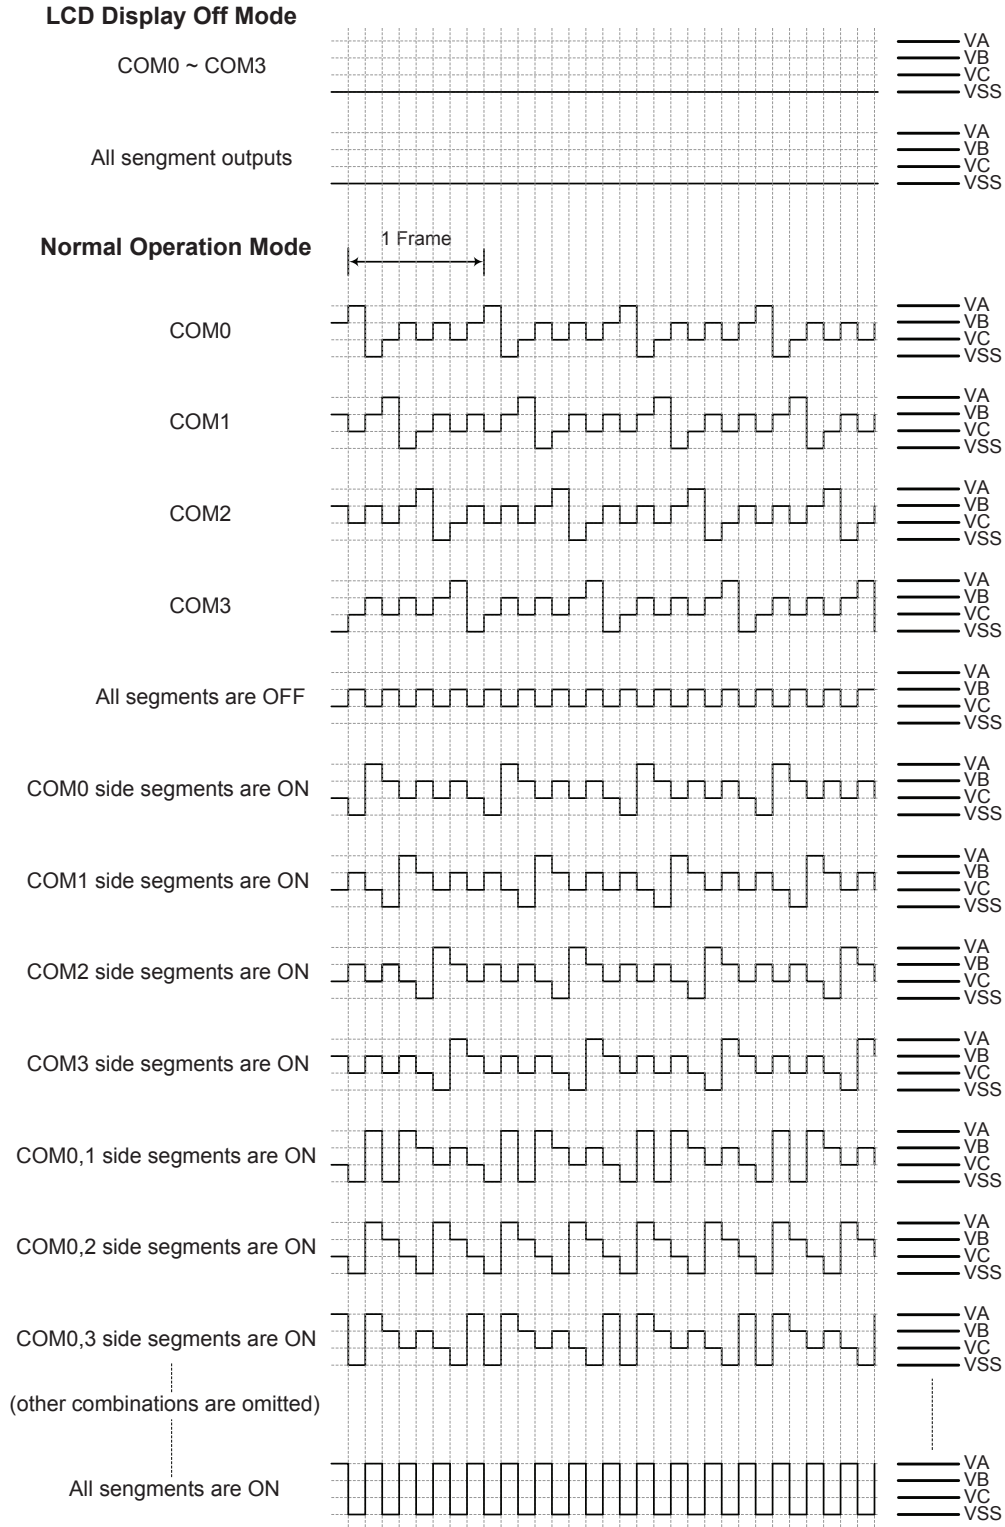 LCD Display Off Mode
COM0 ~ COM3
VA
VB
VC
VSS
All sengment outputs
VA
VB
VC
VSS
Normal Operation Mode
1 Frame
COM0
VA
VB
VC
VSS
COM1
VA
VB
VC
VSS
COM2
VA
VB
VC
VSS
COM3
VA
VB
VC
VSS
All segments are OFF
VA
VB
VC
VSS
COM0 side segments are ON
VA
VB
VC
VSS
COM1 side segments are ON
VA
VB
VC
VSS
COM2 side segments are ON
VA
VB
VC
VSS
COM3 side segments are ON
VA
VB
VC
VSS
COM0,1 side segments are ON
VA
VB
VC
VSS
COM0,2 side segments are ON
VA
VB
VC
VSS
COM0,3 side segments are ON
VA
VB
VC
VSS
(other combinations are omitted)
All sengments are ON
VA
VB
VC
VSS